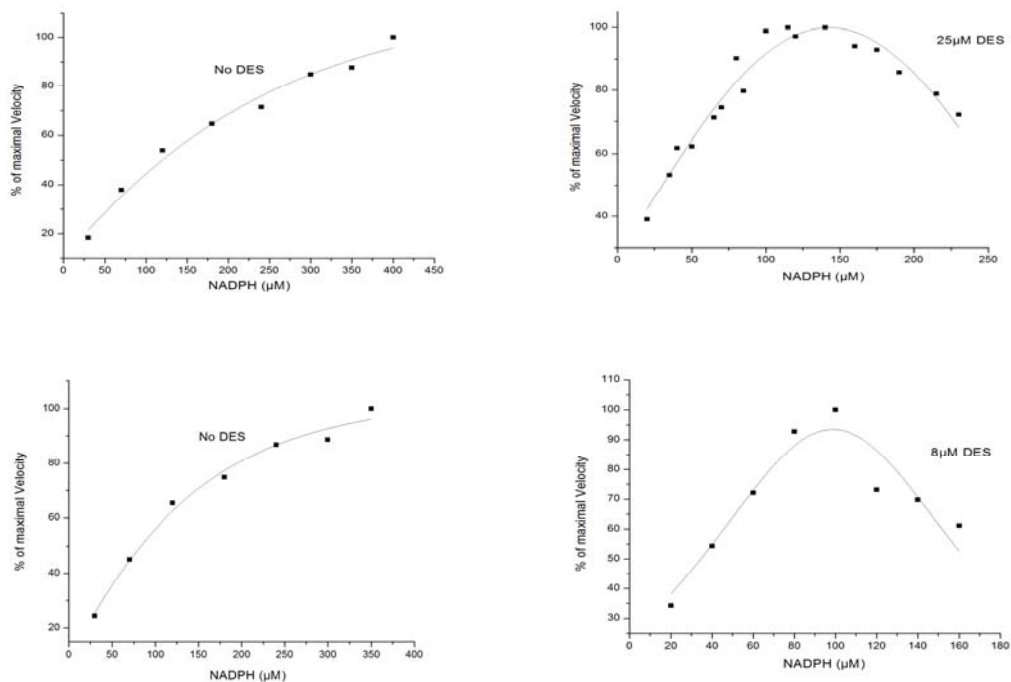 % of maximal Velocity
100
80
60
40
20
No DES
0 50 100 150 200 250 300 350 400 450
NADPH (µM)
% of maximal Velocity
100
80
60
40
25µM DES
0 50 100 150 200 250
NADPH (µM)
% of maximal Velocity
100
80
60
40
20
No DES
0 50 100 150 200 250 300 350 400
NADPH (µM)
% of maximal Velocity
110
100
90
80
70
60
50
40
30
8µM DES
0 20 40 60 80 100 120 140 160 180
NADPH (µM)